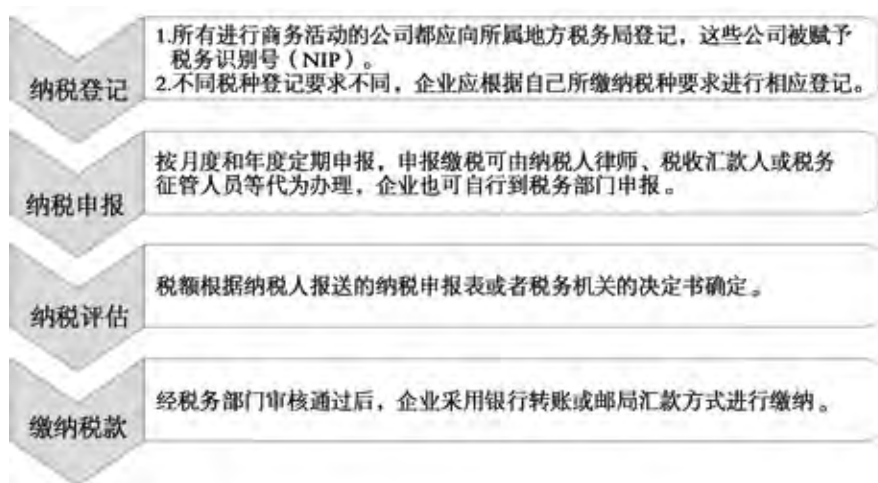 纳税登记
1.所有进行商务活动的公司都应向所属地方税务局登记，这些公司被赋予
税务识别号（NIP）。
2.不同税种登记要求不同，企业应根据自己所缴纳税种要求进行相应登记。
纳税申报
按月度和年度定期申报，申报缴税可由纳税人律师、税收汇款人或税务
征管人员等代为办理，企业也可自行到税务部门申报。
纳税评估
税额根据纳税人报送的纳税申报表或者税务机关的决定书确定。
缴纳税款
经税务部门审核通过后，企业采用银行转账或邮局汇款方式进行缴纳。